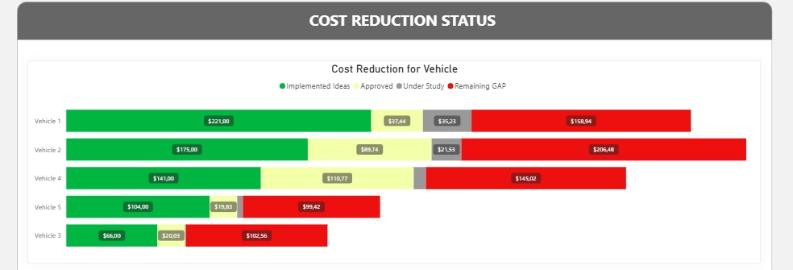 COST REDUCTION STATUS
Cost Reduction for Vehicle
Implemented Ideas Approved Under Study Remaining GAP
Vehicle 1 $221,00 $37,44 $35,23 $158,94
Vehicle 2 $175,00 $89,74 $21,53 $206,48
Vehicle 4 $141,00 $110,77 $145,02
Vehicle 5 $104,00 $19,83 $99,42
Vehicle 3 $66,00 $20,03 $102,56